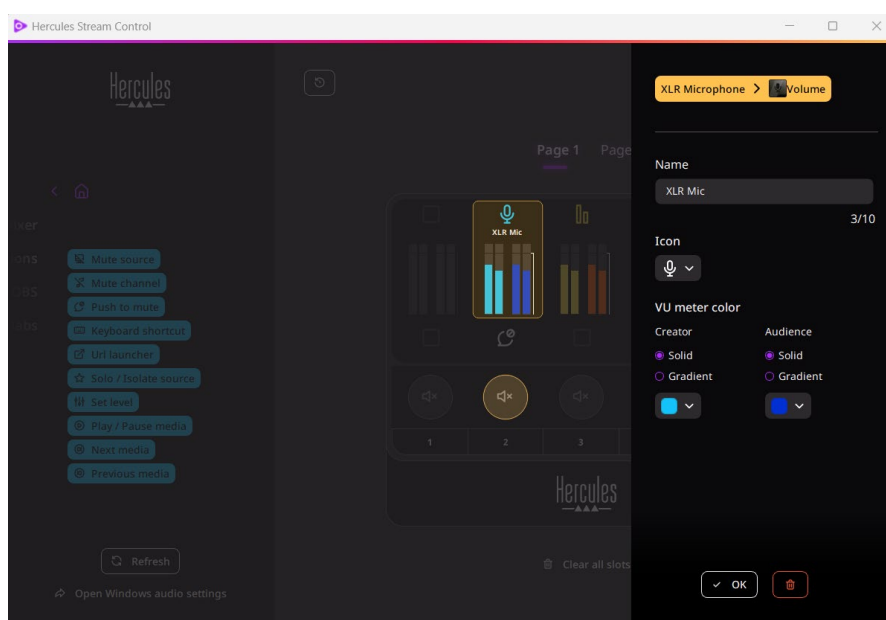 Hercules Stream Control
Hercules
Page 1 Page
XLR Mic
1 2 3
Hercules
Clear all slots
ons
Mute source
Mute channel
Push to mute
Keyboard shortcut
Url launcher
Solo / Isolate source
Set level
Play / Pause media
Next media
Previous media
Refresh
Open Windows audio settings
XLR Microphone > Volume
Name
XLR Mic
3/10
Icon
VU meter color
Creator Audience
Solid Solid
Gradient Gradient
OK